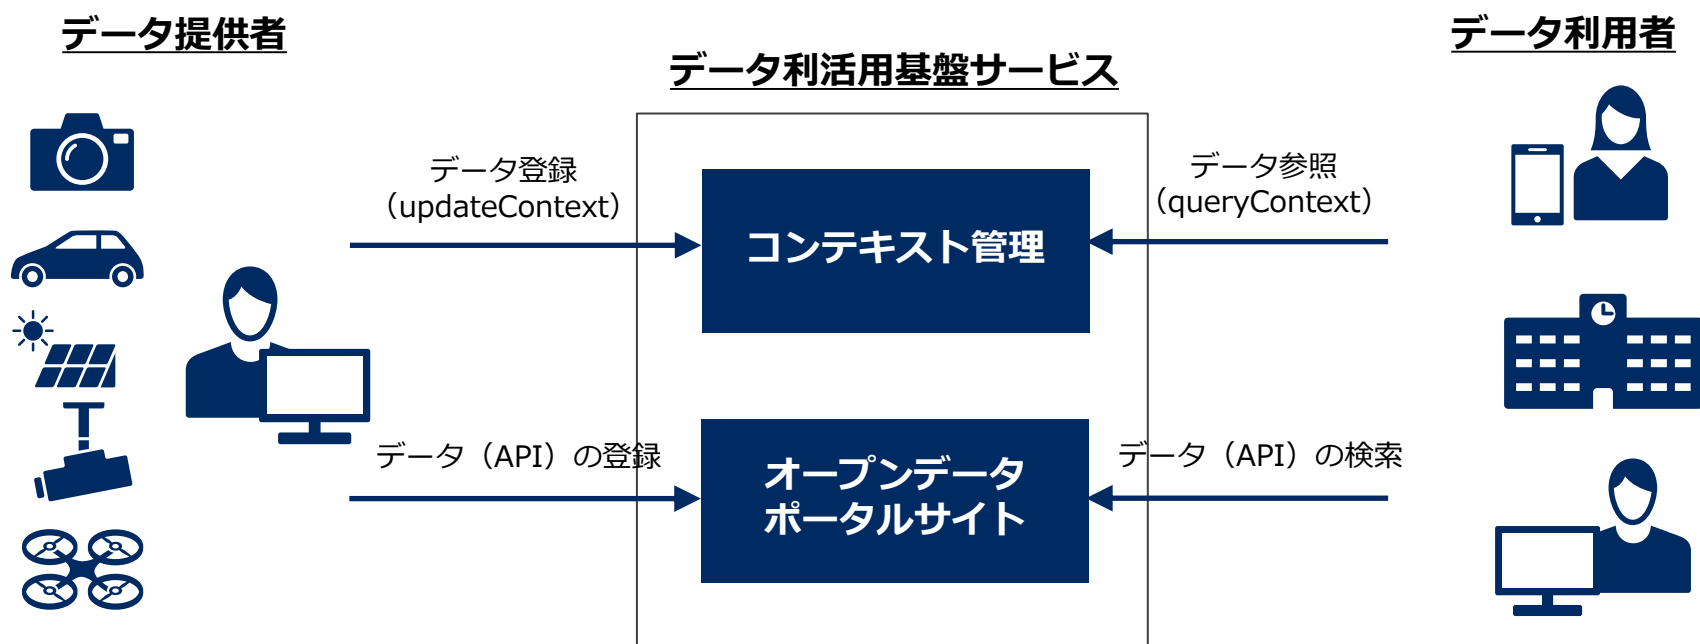 データ提供者
データ利活用基盤サービス
データ利用者
データ登録
（updateContext）
コンテキスト管理
データ参照
（queryContext）
データ（API）の登録
オープンデータ
ポータルサイト
データ（API）の検索